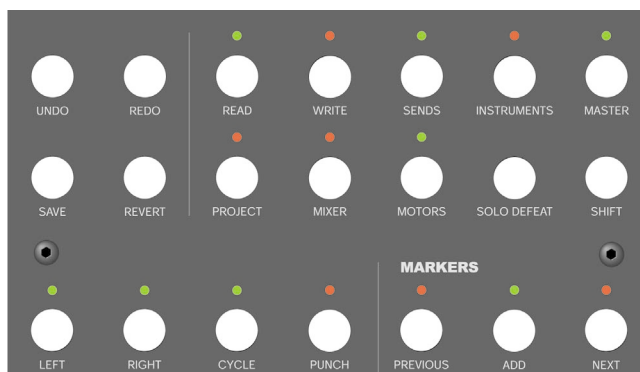 UNDO REDO READ WRITE SENDS INSTRUMENTS MASTER
SAVE REVERT PROJECT MIXER MOTORS SOLO DEFEAT SHIFT
MARKERS
LEFT RIGHT CYCLE PUNCH PREVIOUS ADD NEXT